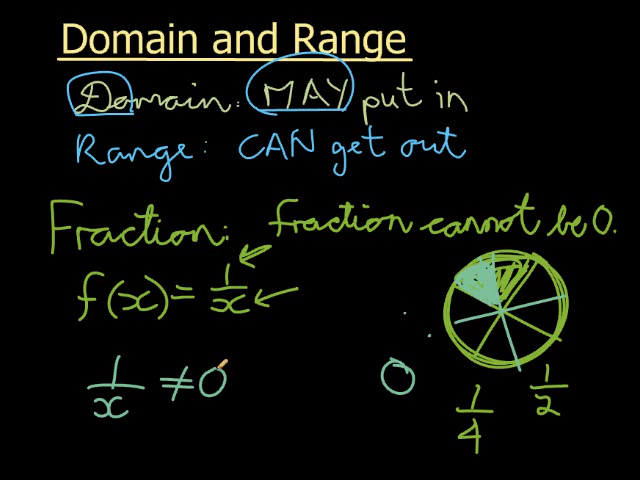 Domain and Range
Domain: MAY put in
Range: CAN get out
Fraction: fraction cannot be 0.
f(x) = 1/x
1/x ≠ 0
0
1/4
1/2